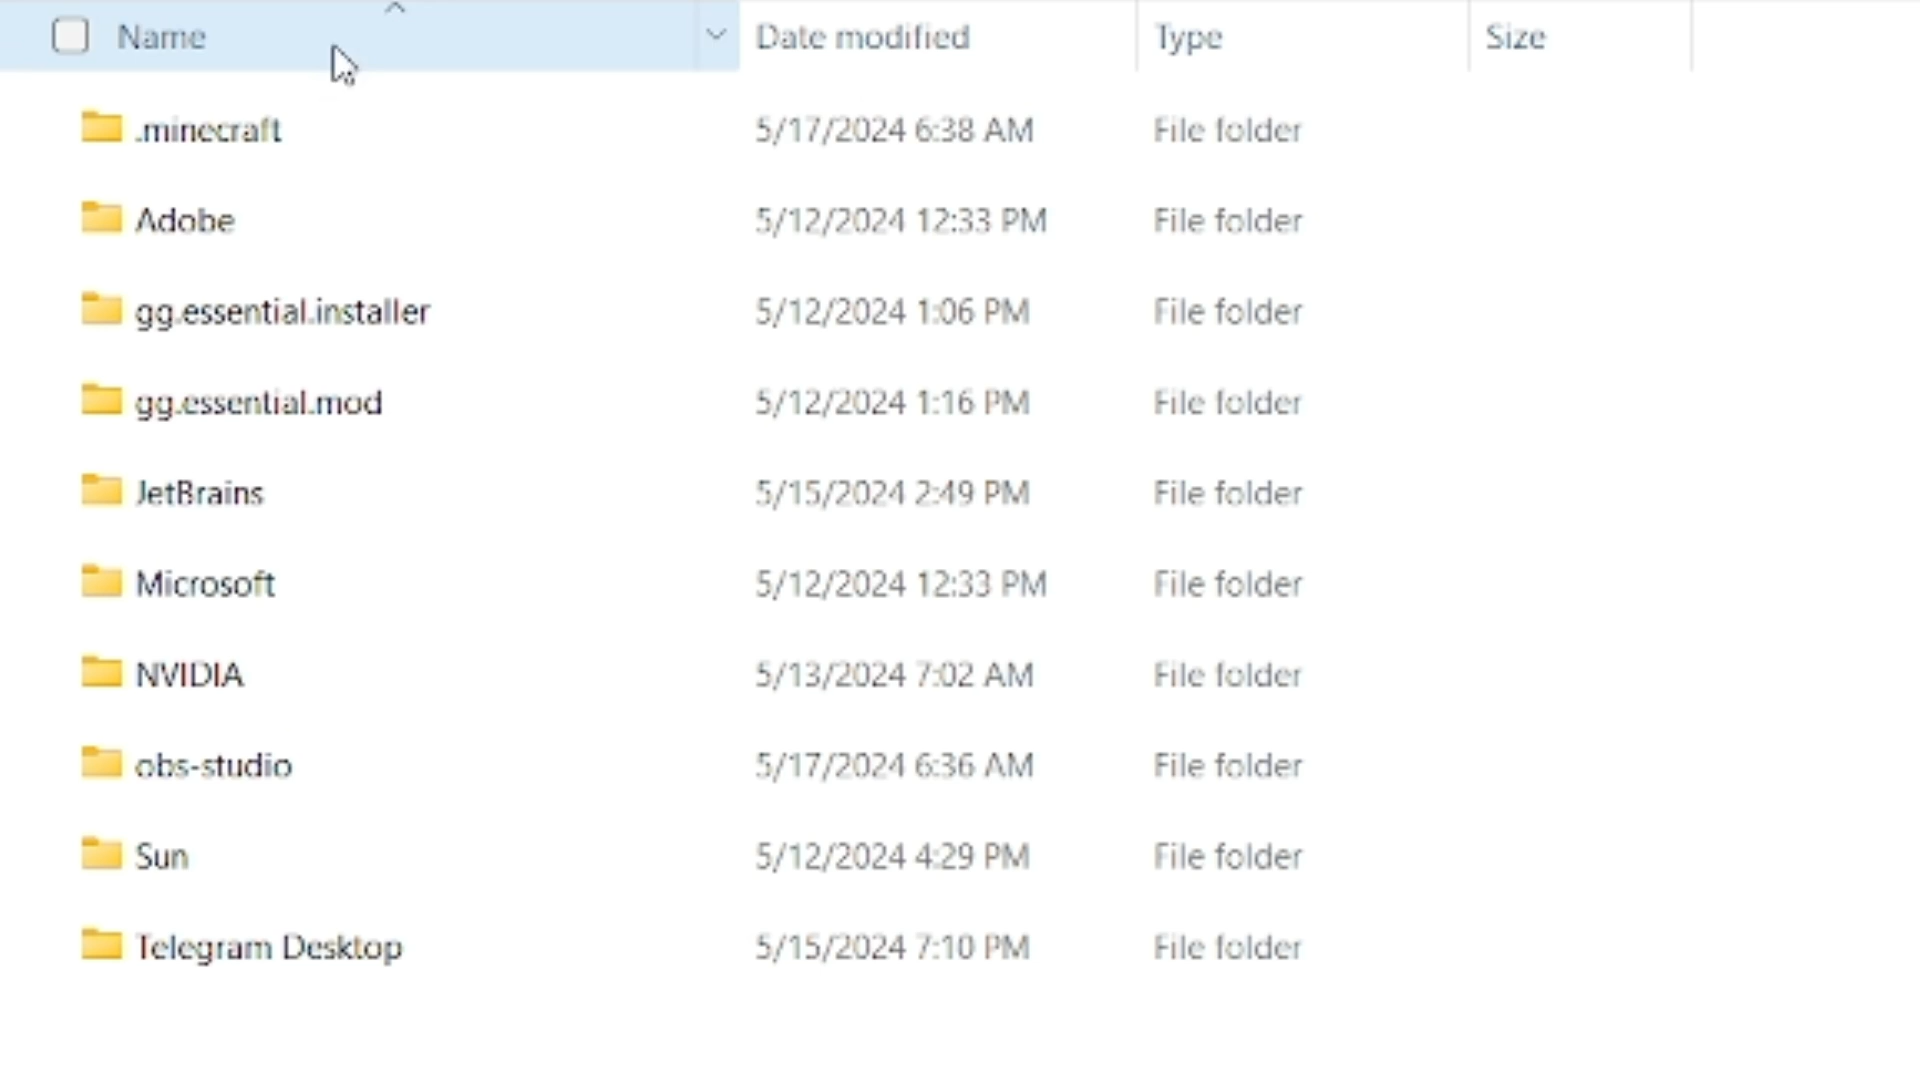 Name Date modified Type Size
.minecraft 5/17/2024 6:38 AM File folder
Adobe 5/12/2024 12:33 PM File folder
gg.essential.installer 5/12/2024 1:06 PM File folder
gg.essential.mod 5/12/2024 1:16 PM File folder
JetBrains 5/15/2024 2:49 PM File folder
Microsoft 5/12/2024 12:33 PM File folder
NVIDIA 5/13/2024 7:02 AM File folder
obs-studio 5/17/2024 6:36 AM File folder
Sun 5/12/2024 4:29 PM File folder
Telegram Desktop 5/15/2024 7:10 PM File folder